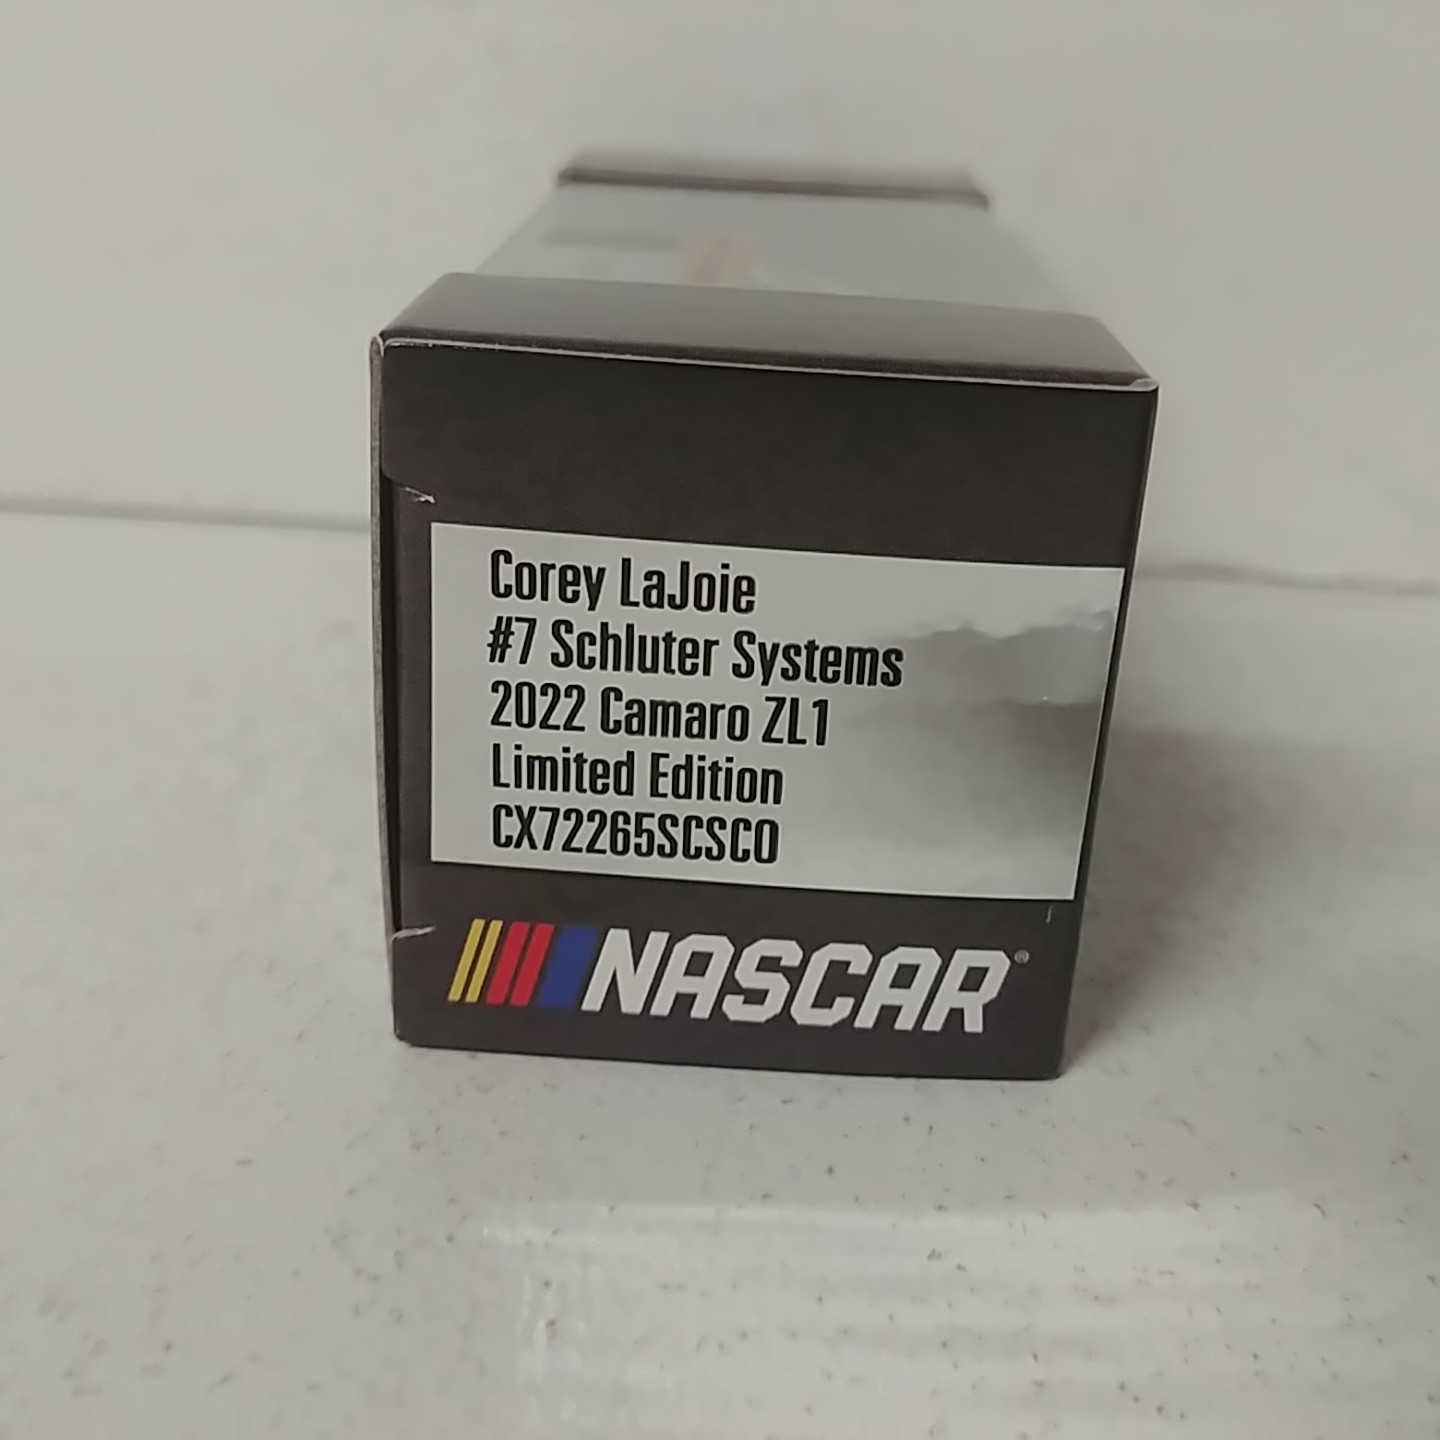 Corey LaJoie
#7 Schluter Systems
2022 Camaro ZL1
Limited Edition
CX72265SCSCO
NASCAR®